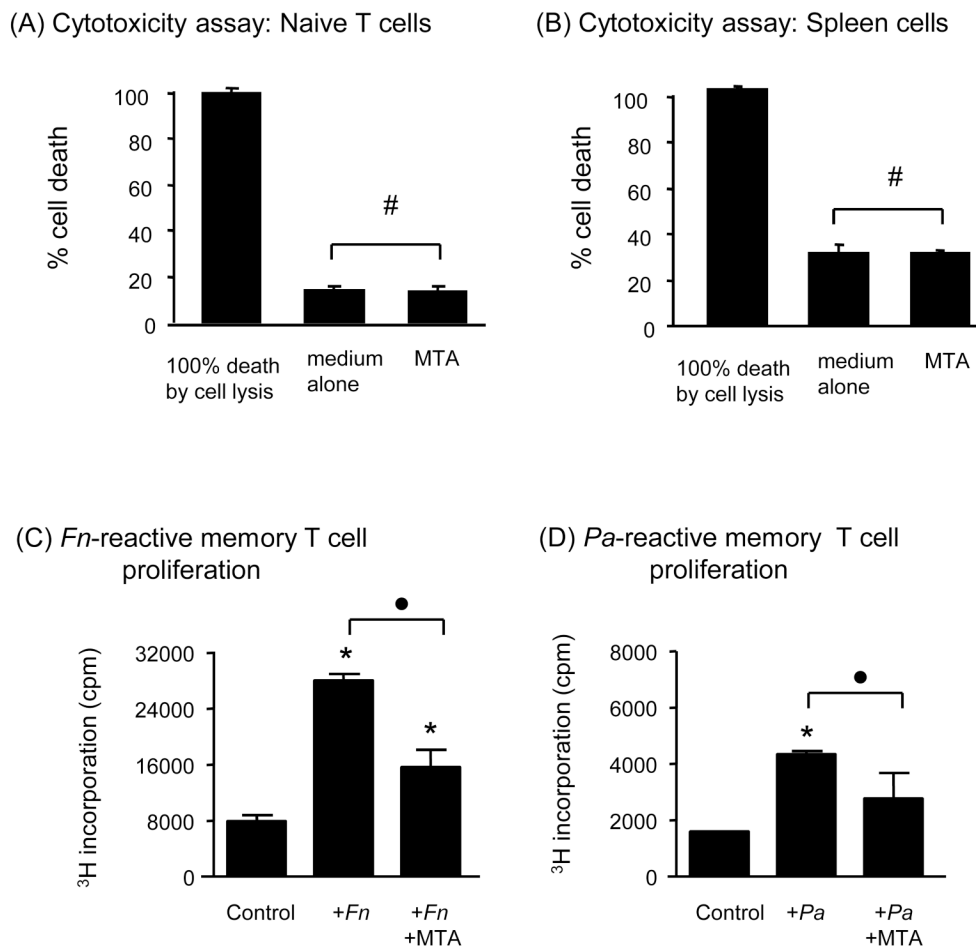 (A) Cytotoxicity assay: Naive T cells
% cell death
100
80
60
40
20
0
#
100% death
by cell lysis
medium
alone
MTA
(B) Cytotoxicity assay: Spleen cells
% cell death
100
80
60
40
20
0
#
100% death
by cell lysis
medium
alone
MTA
(C) Fn-reactive memory T cell
proliferation
³H incorporation (cpm)
32000
24000
16000
8000
0
*
*
●
Control
+Fn
+Fn
+MTA
(D) Pa-reactive memory T cell
proliferation
³H incorporation (cpm)
8000
6000
4000
2000
0
*
●
Control
+Pa
+Pa
+MTA